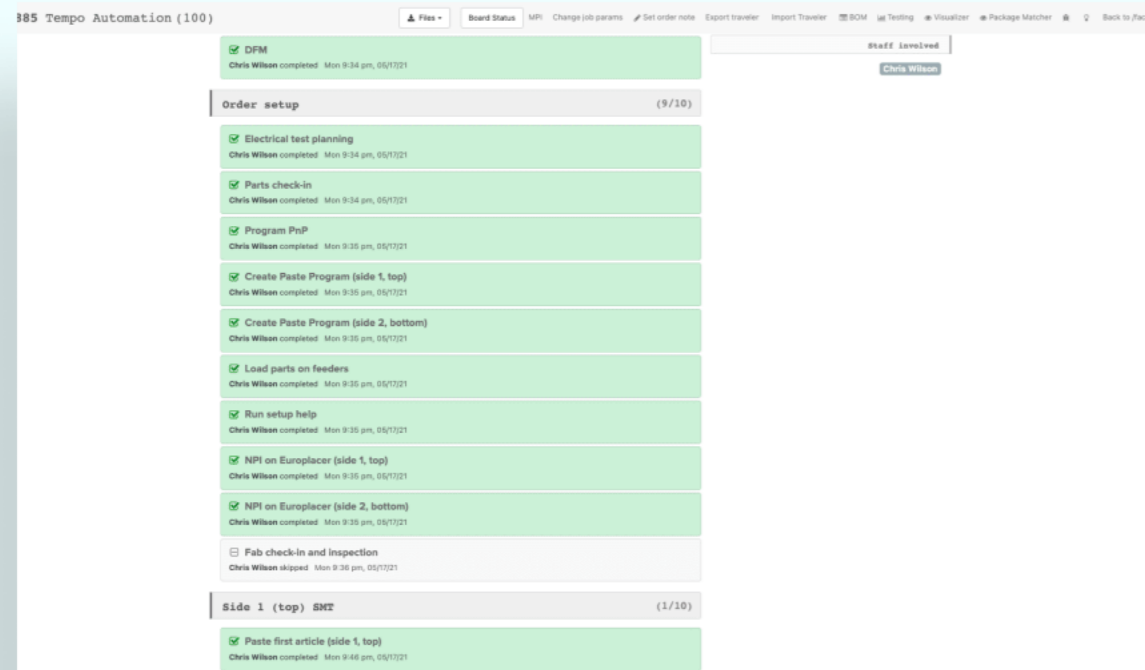 385 Tempo Automation (100)
Files
Board Status
MPI
Change job params
Set order note
Export traveler
Import Traveler
BOM
Testing
Visualizer
Package Matcher
Back to /fac
DFM
Chris Wilson completed Mon 9:34 pm, 05/17/21
Staff involved
Chris Wilson
Order setup (9/10)
Electrical test planning
Chris Wilson completed Mon 9:34 pm, 05/17/21
Parts check-in
Chris Wilson completed Mon 9:34 pm, 05/17/21
Program PnP
Chris Wilson completed Mon 9:35 pm, 05/17/21
Create Paste Program (side 1, top)
Chris Wilson completed Mon 9:35 pm, 05/17/21
Create Paste Program (side 2, bottom)
Chris Wilson completed Mon 9:35 pm, 05/17/21
Load parts on feeders
Chris Wilson completed Mon 9:35 pm, 05/17/21
Run setup help
Chris Wilson completed Mon 9:35 pm, 05/17/21
NPI on Europlacer (side 1, top)
Chris Wilson completed Mon 9:35 pm, 05/17/21
NPI on Europlacer (side 2, bottom)
Chris Wilson completed Mon 9:35 pm, 05/17/21
Fab check-in and inspection
Chris Wilson skipped Mon 9:36 pm, 05/17/21
Side 1 (top) SMT (1/10)
Paste first article (side 1, top)
Chris Wilson completed Mon 9:46 pm, 05/17/21